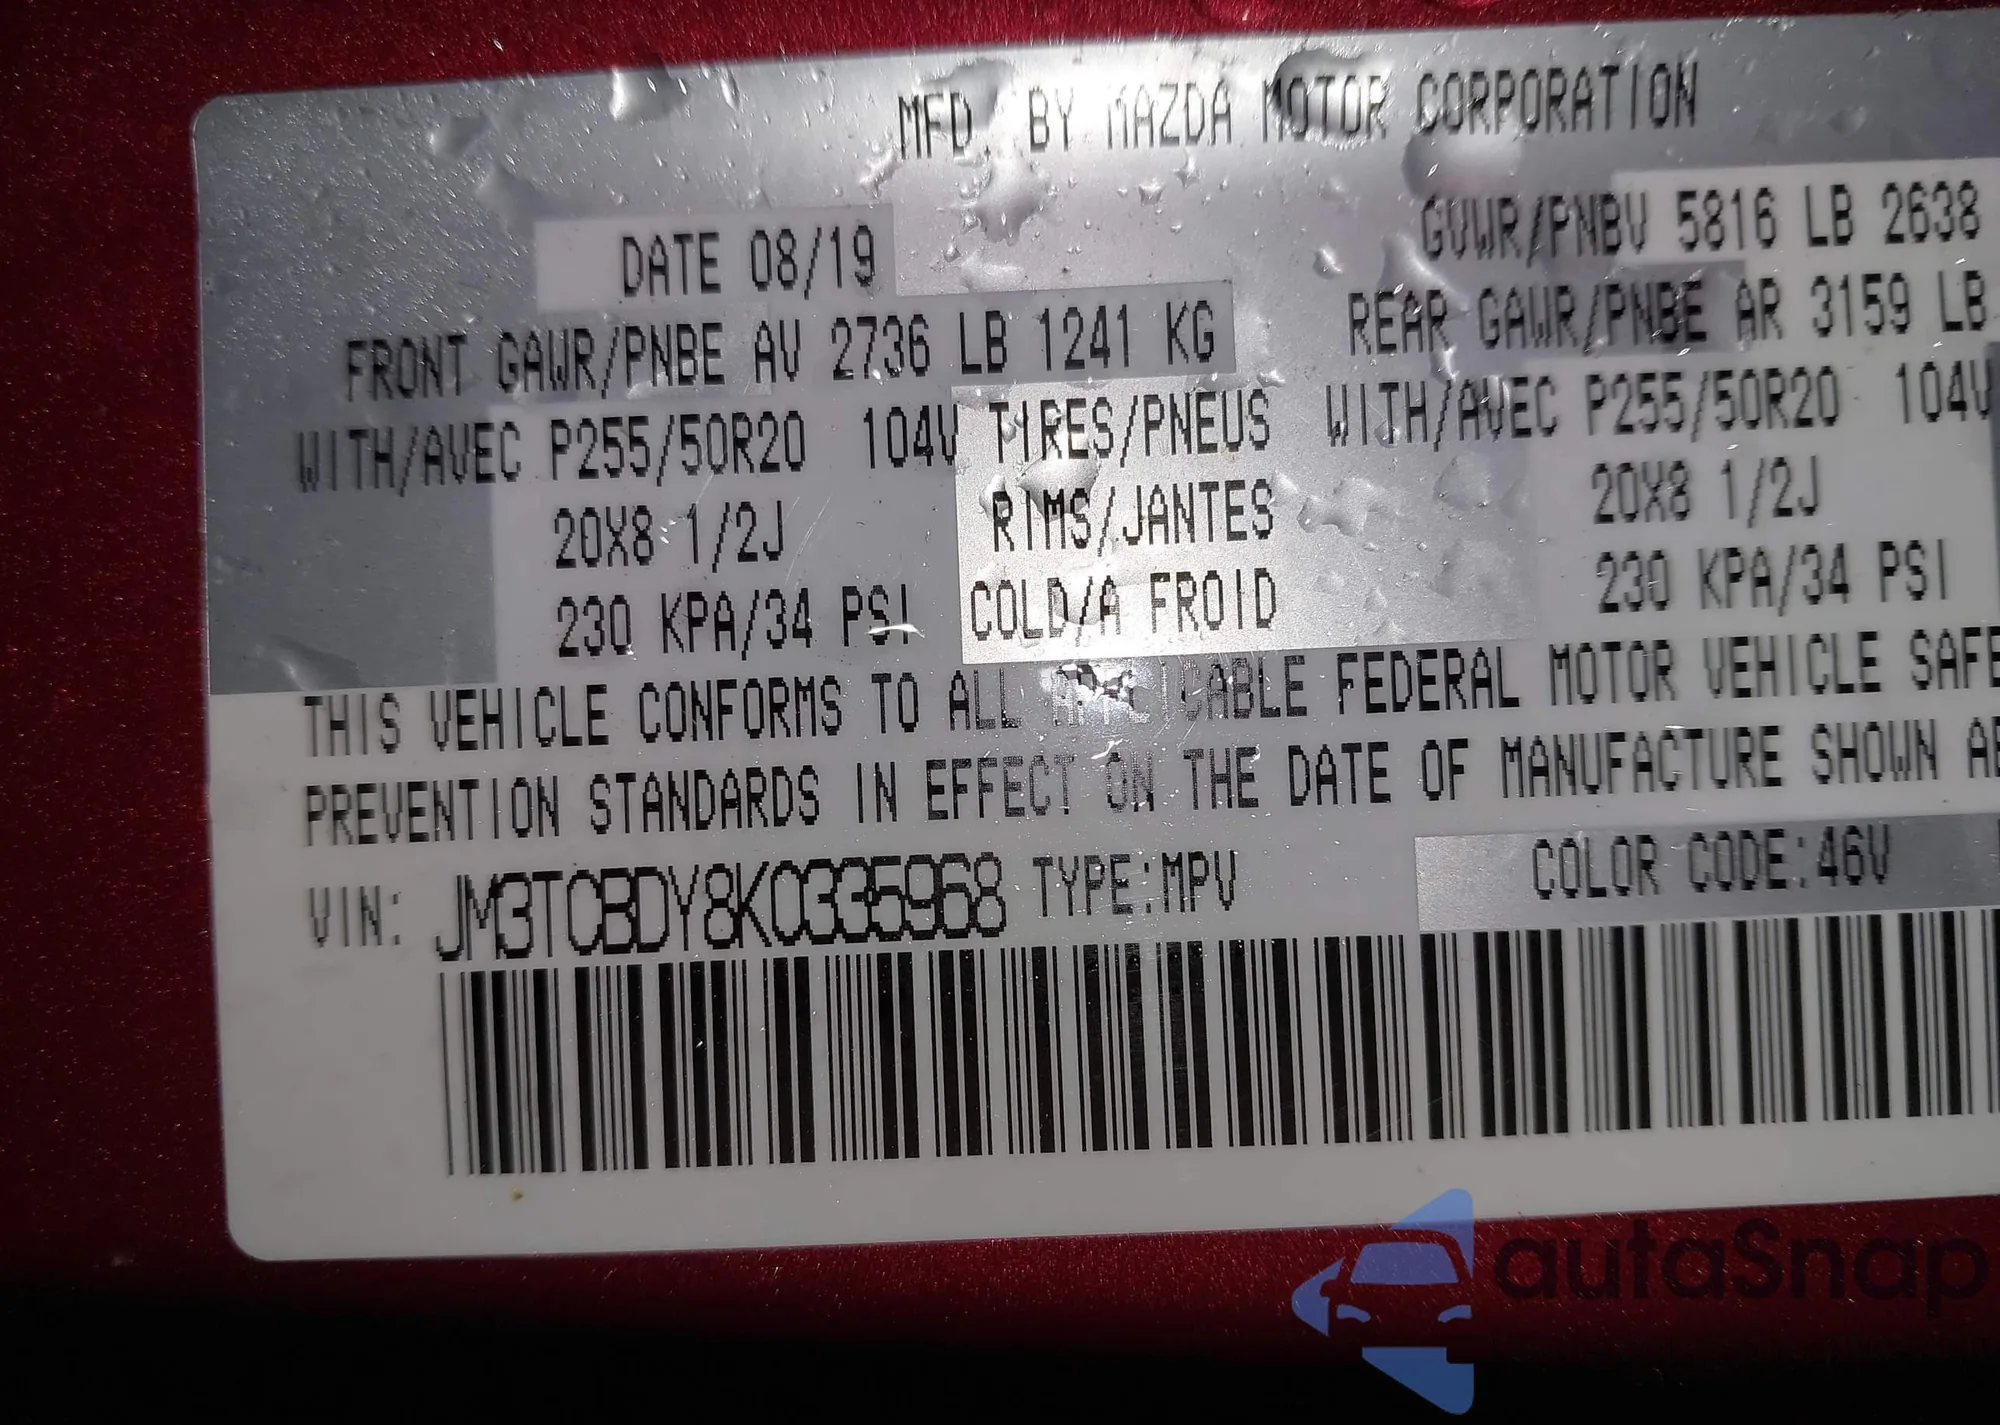 MFD. BY MAZDA MOTOR CORPORATION
DATE 08/19
GVWR/PNBV 5816 LB 2638
FRONT GAWR/PNBE AV 2736 LB 1241 KG
REAR GAWR/PNBE AR 3159 LB
WITH/AVEC P255/50R20 104V TIRES/PNEUS WITH/AVEC P255/50R20 104V
20X8 1/2J RIMS/JANTES 20X8 1/2J
230 KPA/34 PSI COLD/A FROID 230 KPA/34 PSI
THIS VEHICLE CONFORMS TO ALL APPLICABLE FEDERAL MOTOR VEHICLE SAFE
PREVENTION STANDARDS IN EFFECT ON THE DATE OF MANUFACTURE SHOWN AB
VIN: JM3TCBDY8K0335968 TYPE:MPV COLOR CODE:46V
autaSnap